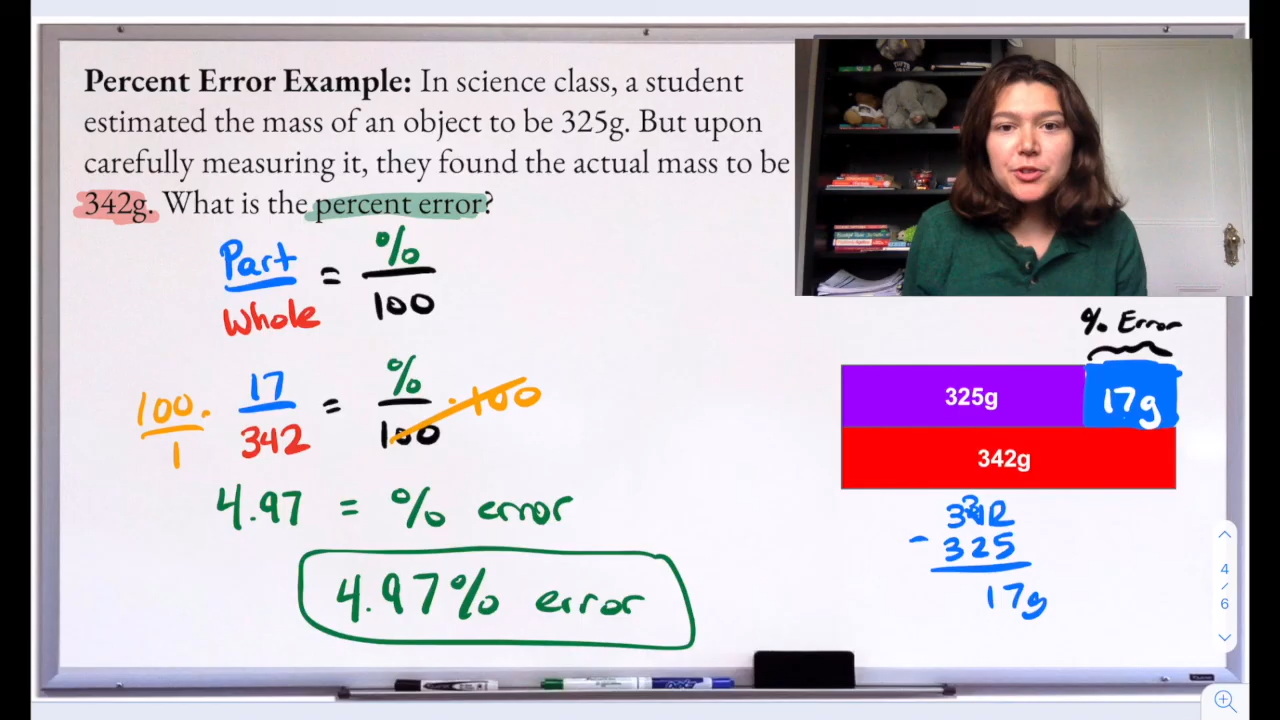 Percent Error Example: In science class, a student
estimated the mass of an object to be 325g. But upon
carefully measuring it, they found the actual mass to be
342g. What is the percent error?
Part = %
Whole 100
100 · 17 = % · 100
1 342 100
4.97 = % error
4.97% error
% Error
325g 17g
342g
342
- 325
17g
4
/
6